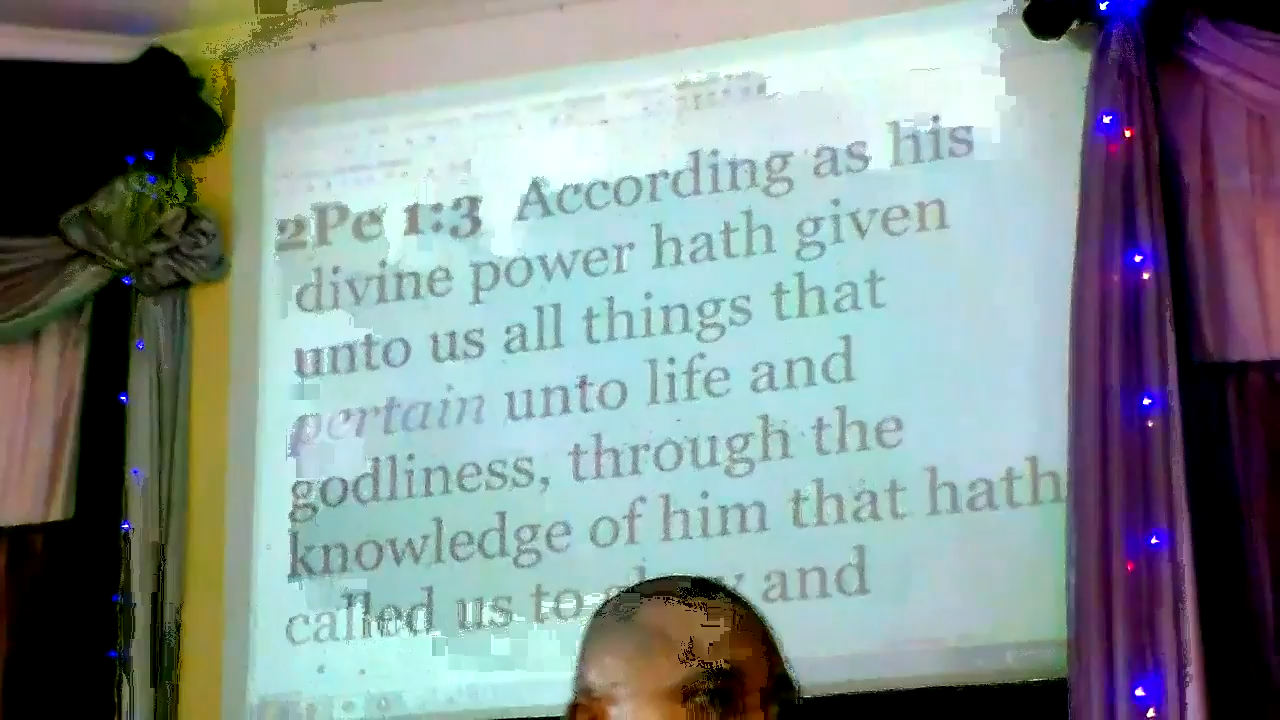 2Pe 1:3 According as his
divine power hath given
unto us all things that
pertain unto life and
godliness, through the
knowledge of him that hath
called us to and